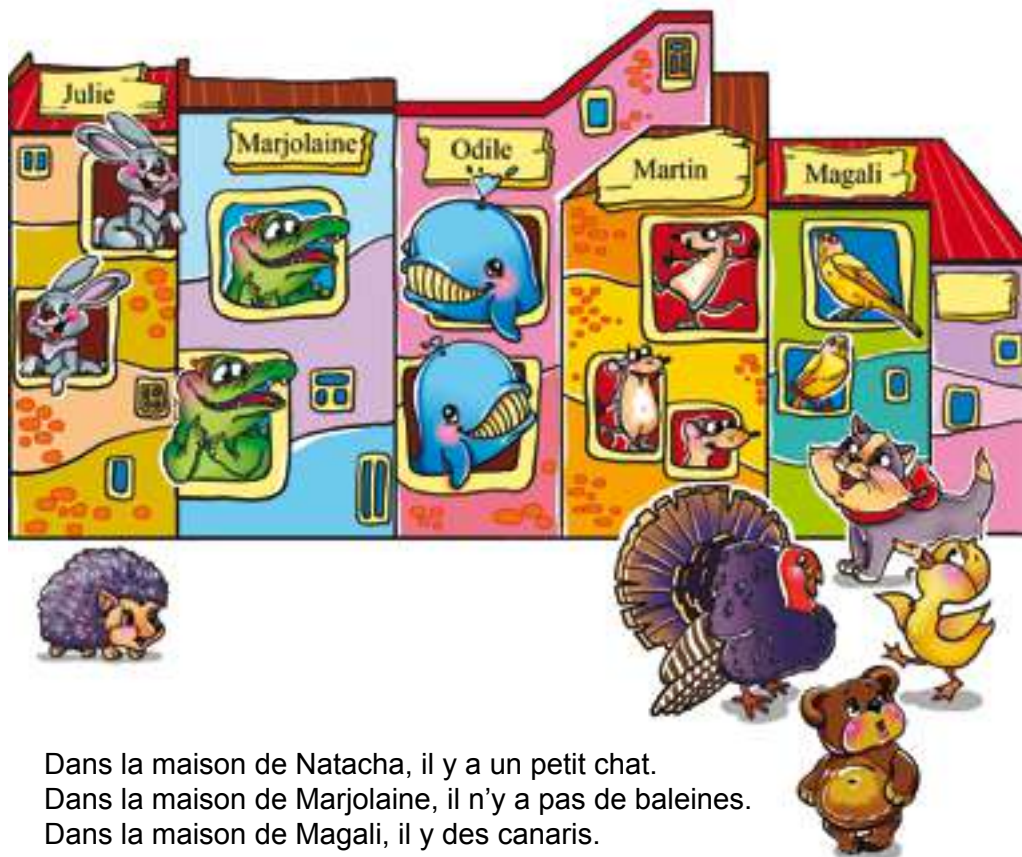 Julie
Marjolaine
Odile
Martin
Magali
Dans la maison de Natacha, il y a un petit chat.
Dans la maison de Marjolaine, il n'y a pas de baleines.
Dans la maison de Magali, il y des canaris.